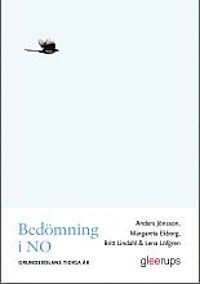 Anders Jönsson,
Margareta Ekborg,
Britt Lindahl & Lena Löfgren
Bedömning
i NO
GRUNDSKOLANS TIDIGA ÅR
gleerups